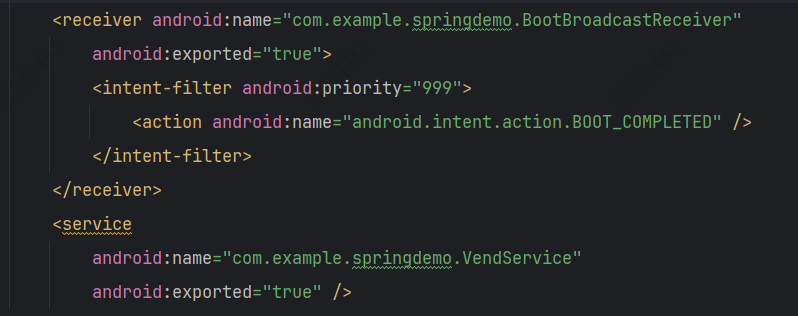 <receiver android:name="com.example.springdemo.BootBroadcastReceiver"
android:exported="true">
<intent-filter android:priority="999">
<action android:name="android.intent.action.BOOT_COMPLETED" />
</intent-filter>
</receiver>
<service
android:name="com.example.springdemo.VendService"
android:exported="true" />